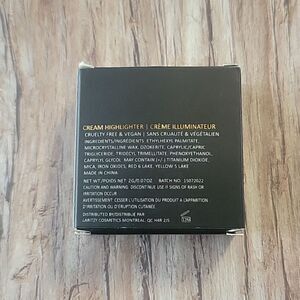 CREAM HIGHLIGHTER | CRÈME ILLUMINATEUR
CRUELTY FREE & VEGAN | SANS CRUAUTÉ & VÉGÉTALIEN
INGREDIENTS/INGRÉDIENTS: ETHYLHEXYL PALMITATE,
MICROCRYSTALLINE WAX, OZOKERITE, CAPRYLIC/CAPRIC
TRIGLYCERIDE, TRIDECYL TRIMELLITATE, PHENOXYETHANOL,
CAPRYLYL GLYCOL. MAY CONTAIN (+/-) TITANIUM DIOXIDE,
MICA, IRON OXIDES, RED 6 LAKE, YELLOW 5 LAKE
MADE IN CHINA
NET WT./POIDS NET 2G/0.07OZ. BATCH NO. 15072022
CAUTION AND WARNING: DISCONTINUE USE IF SIGNS OF RASH OR
IRRITATION OCCUR
AVERTISSEMENT CESSER L'UTILISATION DU PRODUIT À L'APPARITION
D'IRRITATION OU D'ÉRUPTION CUTANÉE
DISTRIBUTED BY/DISTRIBUÉ PAR
LARITZY COSMETICS MONTREAL, QC H4R 2J5